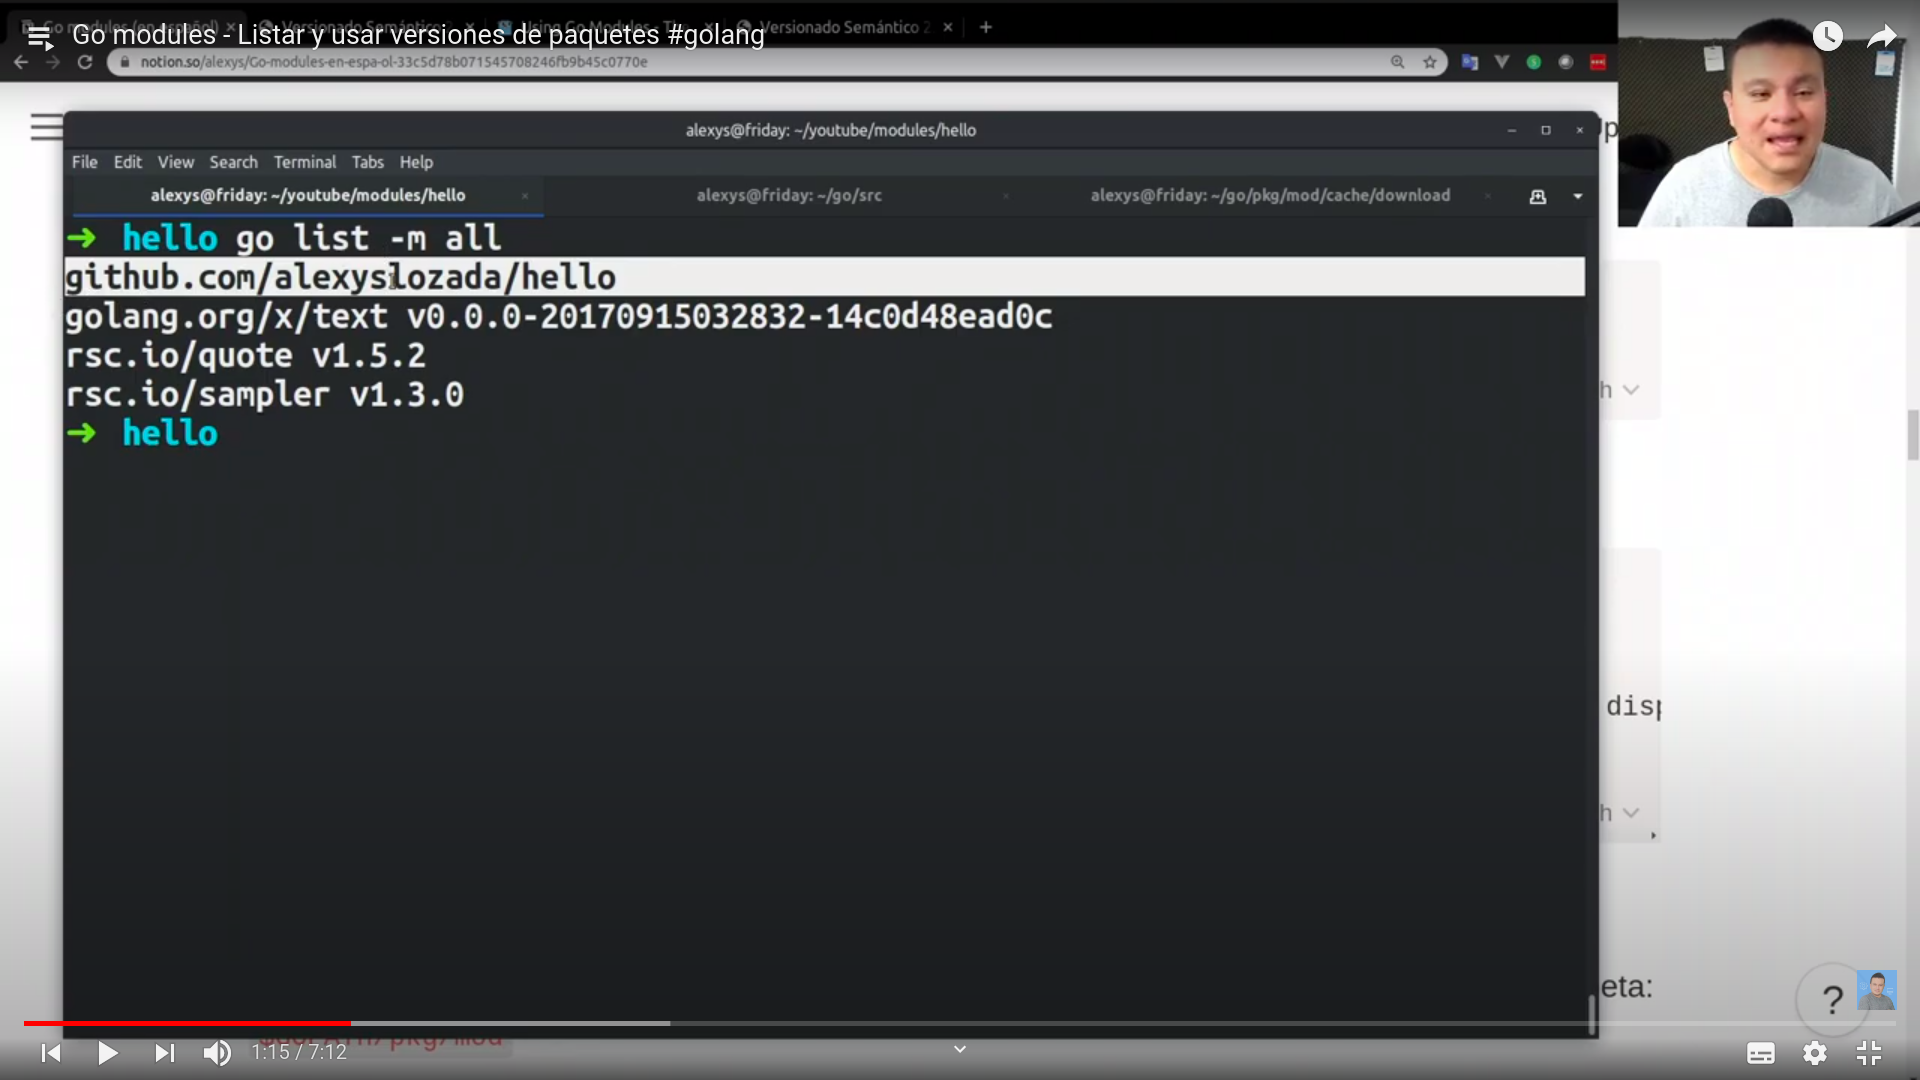 Go modules - Listar y usar versiones de paquetes #golang
notion.so/alexys/Go-modules-en-espa-ol-33c5d78b071545708246fb9b45c0770e
alexys@friday: ~/youtube/modules/hello
File Edit View Search Terminal Tabs Help
alexys@friday: ~/youtube/modules/hello alexys@friday: ~/go/src alexys@friday: ~/go/pkg/mod/cache/download
➜ hello go list -m all
github.com/alexyslozada/hello
golang.org/x/text v0.0.0-20170915032832-14c0d48ead0c
rsc.io/quote v1.5.2
rsc.io/sampler v1.3.0
➜ hello
h
disp
h
eta:
?
1:15 / 7:12